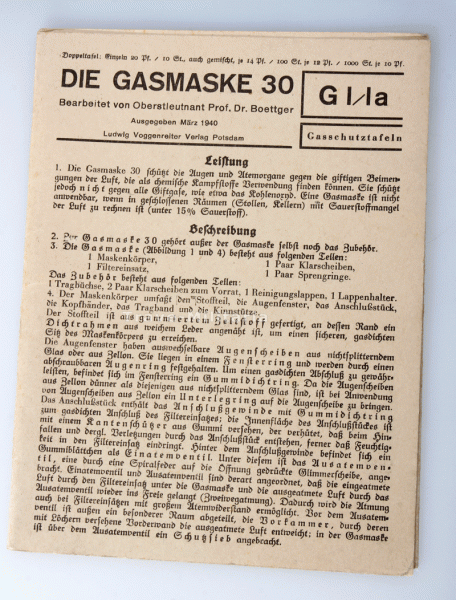 Doppeltafel: Einzeln 20 Pf. / 10 St., auch gemischt, je 14 Pf. / 100 St. je 12 Pf. / 1000 St. je 10 Pf.
DIE GASMASKE 30
Bearbeitet von Oberstleutnant Prof. Dr. Boettger
Ausgegeben März 1940
Ludwig Voggenreiter Verlag Potsdam
G I/Ia
Gasschutztafeln
Leistung
1. Die Gasmaske 30 schützt die Augen und Atemorgane gegen die giftigen Beimen-
gungen der Luft, die als chemische Kampfstoffe Verwendung finden können. Sie schützt
jedoch nicht gegen alle Giftgase, wie etwa das Kohlenoxyd. Eine Gasmaske ist nicht
anwendbar, wenn in geschlossenen Räumen (Stollen, Kellern) mit Sauerstoffmangel
der Luft zu rechnen ist (unter 15% Sauerstoff).
Beschreibung
2. Zur Gasmaske 30 gehört außer der Gasmaske selbst noch das Zubehör.
3. Die Gasmaske (Abbildung 1 und 4) besteht aus folgenden Teilen:
1 Maskenkörper,
1 Paar Klarscheiben,
1 Filtereinsatz,
1 Paar Sprengringe.
Das Zubehör besteht aus folgenden Teilen:
1 Tragbüchse, 2 Paar Klarscheiben zum Vorrat, 1 Reinigungslappen, 1 Lappenhalter.
4. Der Maskenkörper umfaßt den Stoffteil, die Augenfenster, das Anschlußstück,
die Kopfbänder, das Tragband und die Kinnstütze.
Der Stoffteil ist aus gummiertem Zeltstoff gefertigt, an dessen Rand ein
Dichtrahmen aus weichem Leder angenäht ist, um einen sicheren, gasdichten
Sitz des Maskenkörpers zu erreichen.
Die Augenfenster haben auswechselbare Augenscheiben aus nichtsplitterndem
Glas oder aus Zellon. Sie liegen in einem Fensterring und werden durch einen
abschraubbaren Augenring festgehalten. Um einen gasdichten Abschluß zu gewähr-
leisten, befindet sich im Fensterring ein Gummidichtring. Da die Augenscheiben
aus Zellon dünner als diejenigen aus nichtsplitterndem Glas sind, ist bei Anwendung
von Augenscheiben aus Zellon ein Unterlegring auf die Augenscheibe zu bringen.
Das Anschlußstück enthält das Anschlußgewinde mit Gummidichtring
zum gasdichten Anschluß des Filtereinsatzes; die Innenfläche des Anschlußstückes ist
mit einem Kantenschützer aus Gummi versehen, der verhütet, daß beim Hin-
fallen und dergl. Verletzungen durch das Anschlußstück entstehen, ferner daß Feuchtig-
keit in den Filtereinsatz eindringt. Hinter dem Anschlußgewinde befindet sich ein
Gummiblättchen als Einatemventil. Unter diesem ist das Ausatemven-
til, eine durch eine Spiralfeder auf die Öffnung gedrückte Glimmerscheibe, ange-
bracht. Einatemventil und Ausatemventil sind derart angeordnet, daß die eingeatmete
Luft durch den Filtereinsatz unter die Gasmaske und die ausgeatmete Luft durch das
Ausatemventil wieder ins Freie gelangt (Zweiwegatmung). Dadurch wird die Atmung
auch bei Filtereinsätzen mit großem Atemwiderstand ermöglicht. Vor dem Ausatem-
ventil ist außen ein besonderer Raum abgeteilt, die Vorkammer, durch deren
mit Löchern versehene Vorderwand die ausgeatmete Luft entweicht; in der Gasmaske
ist über dem Ausatemventil ein Schutzsieb angebracht.